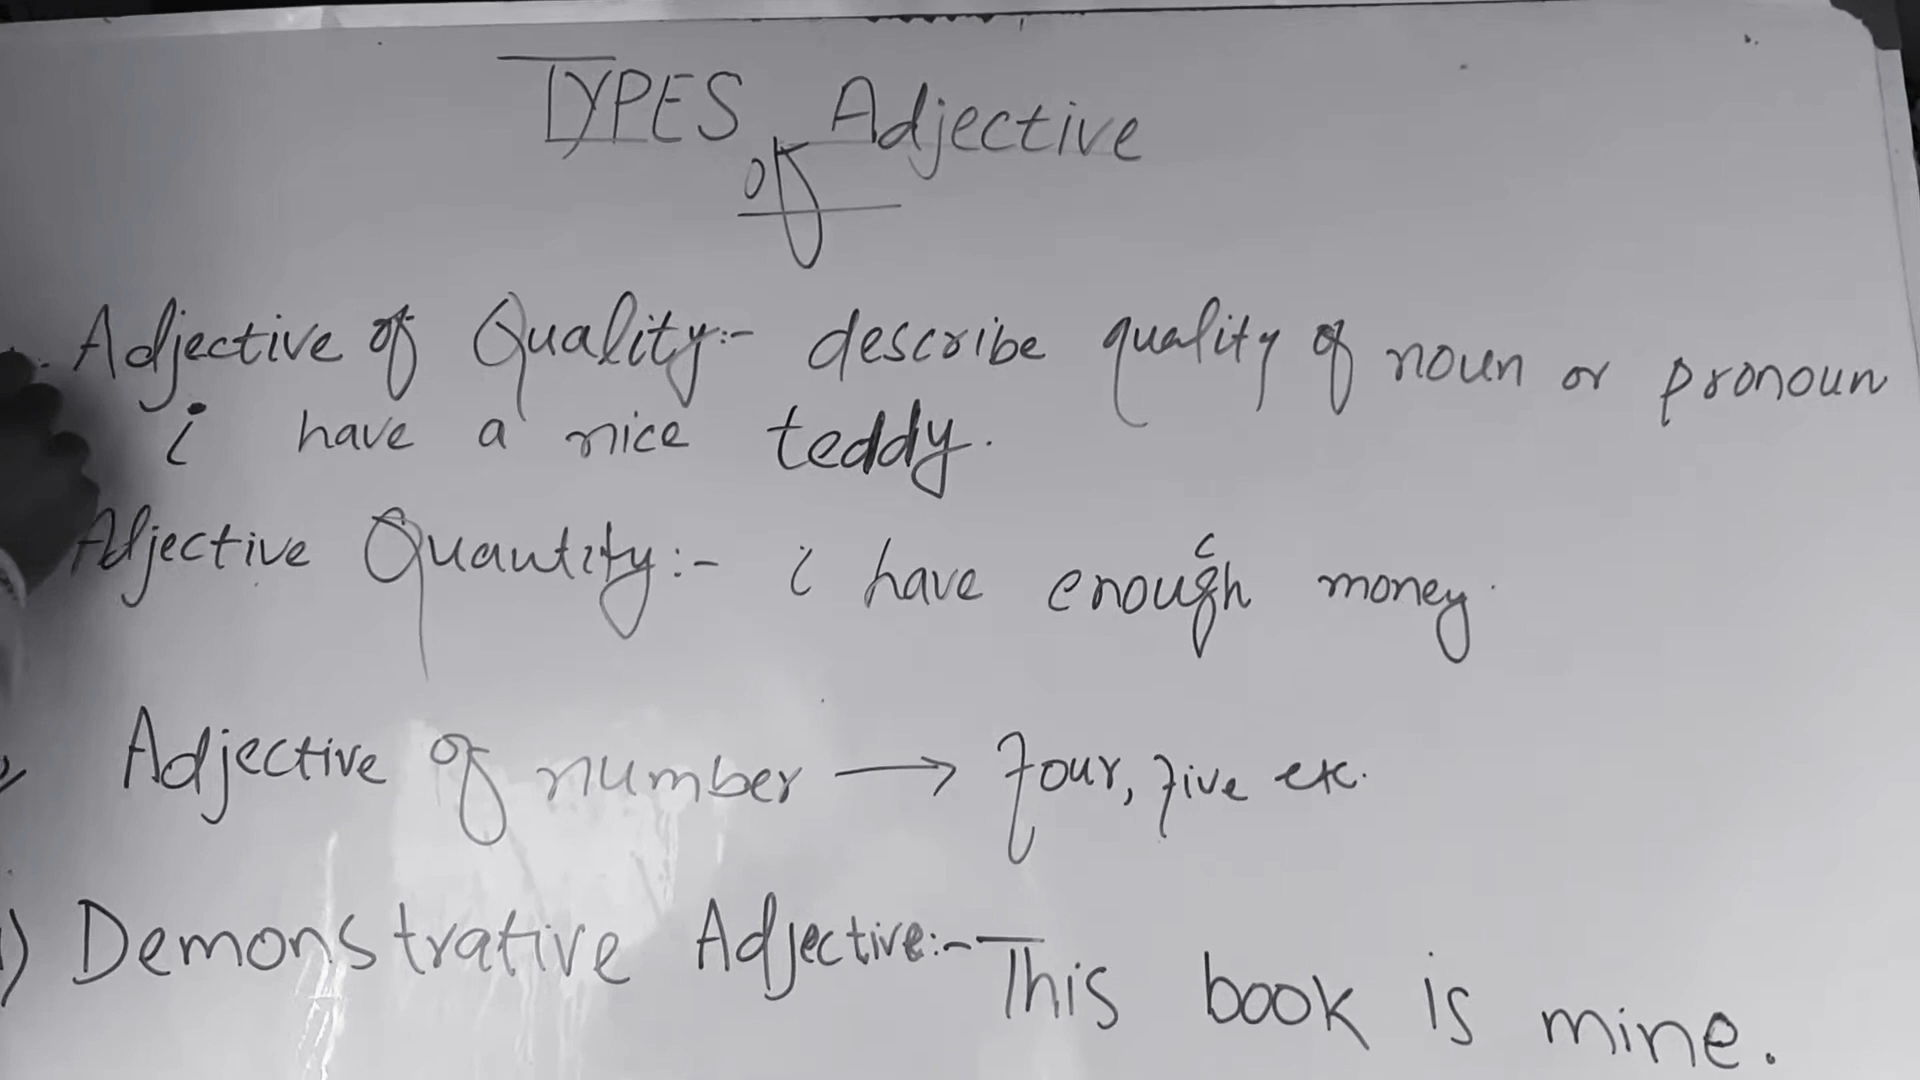 TYPES of Adjective
Adjective of Quality:- describe quality of noun or pronoun
i have a nice teddy.
Adjective Quantity:- i have enough money.
Adjective of number → four, five etc.
) Demonstrative Adjective:- This book is mine.